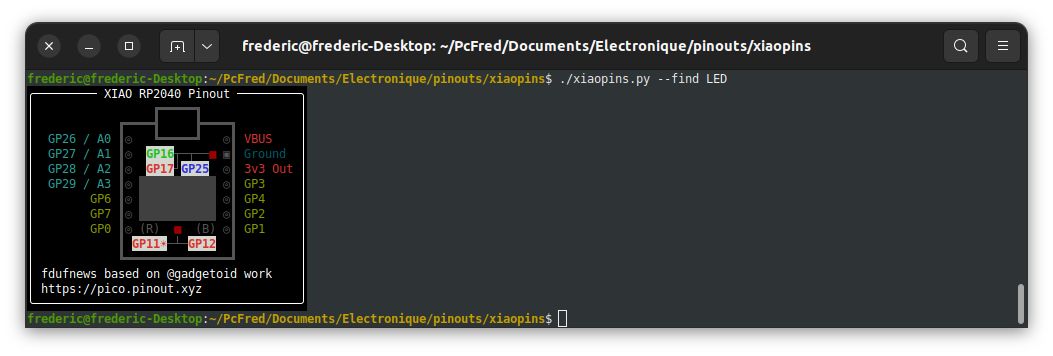 frederic@frederic-Desktop: ~/PcFred/Documents/Electronique/pinouts/xiaopins
frederic@frederic-Desktop:~/PcFred/Documents/Electronique/pinouts/xiaopins$ ./xiaopins.py --find LED
XIAO RP2040 Pinout
GP26 / A0 ◎ ◎ VBUS
GP27 / A1 ◎ GP16 ▣ Ground
GP28 / A2 ◎ GP17 GP25 ◎ 3v3 Out
GP29 / A3 ◎ ◎ GP3
GP6 ◎ ◎ GP4
GP7 ◎ ◎ GP2
GP0 ◎ (R) (B) ◎ GP1
GP11☀ GP12
fdufnews based on @gadgetoid work
https://pico.pinout.xyz
frederic@frederic-Desktop:~/PcFred/Documents/Electronique/pinouts/xiaopins$